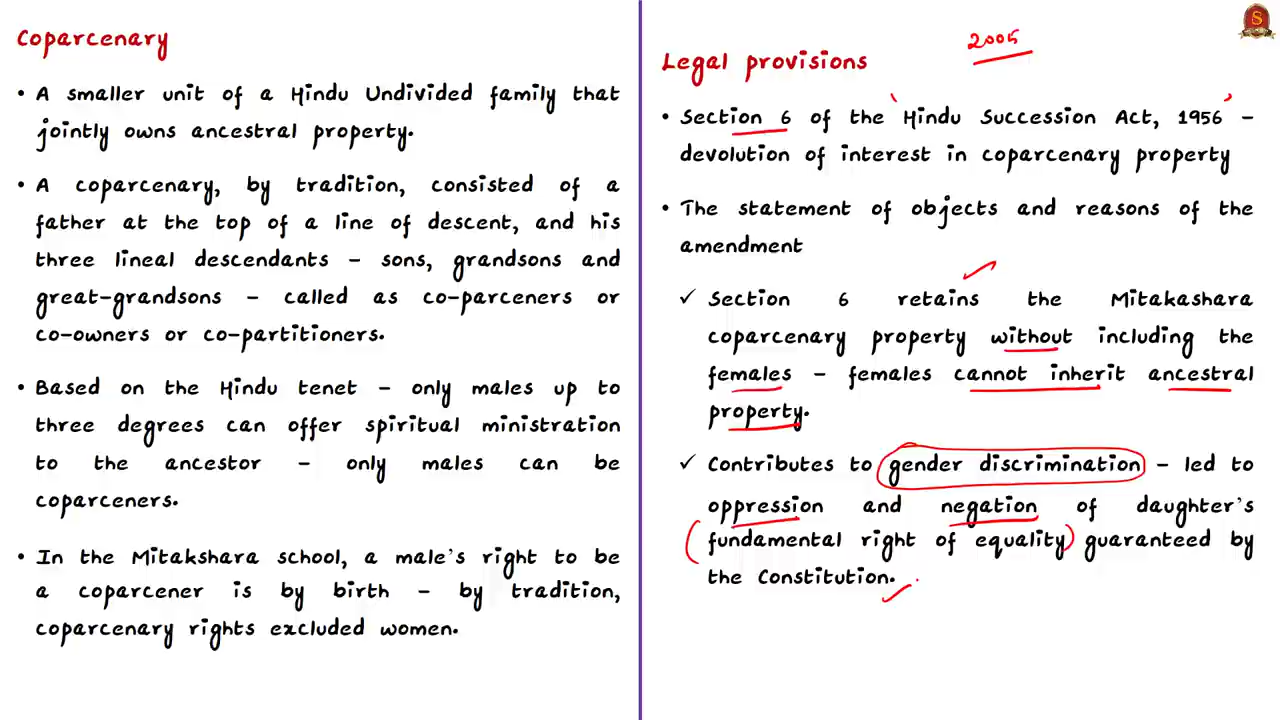 Coparcenary
• A smaller unit of a Hindu Undivided family that
jointly owns ancestral property.
• A coparcenary, by tradition, consisted of a
father at the top of a line of descent, and his
three lineal descendants – sons, grandsons and
great-grandsons – called as co-parceners or
co-owners or co-partitioners.
• Based on the Hindu tenet – only males up to
three degrees can offer spiritual ministration
to the ancestor – only males can be
coparceners.
• In the Mitakshara school, a male's right to be
a coparcener is by birth – by tradition,
coparcenary rights excluded women.
2005
Legal provisions
• Section 6 of the 'Hindu Succession Act, 1956' –
devolution of interest in coparcenary property
• The statement of objects and reasons of the
amendment
✓ Section 6 retains the Mitakashara
coparcenary property without including the
females – females cannot inherit ancestral
property.
✓ Contributes to gender discrimination – led to
oppression and negation of daughter's
(fundamental right of equality) guaranteed by
the Constitution.
S